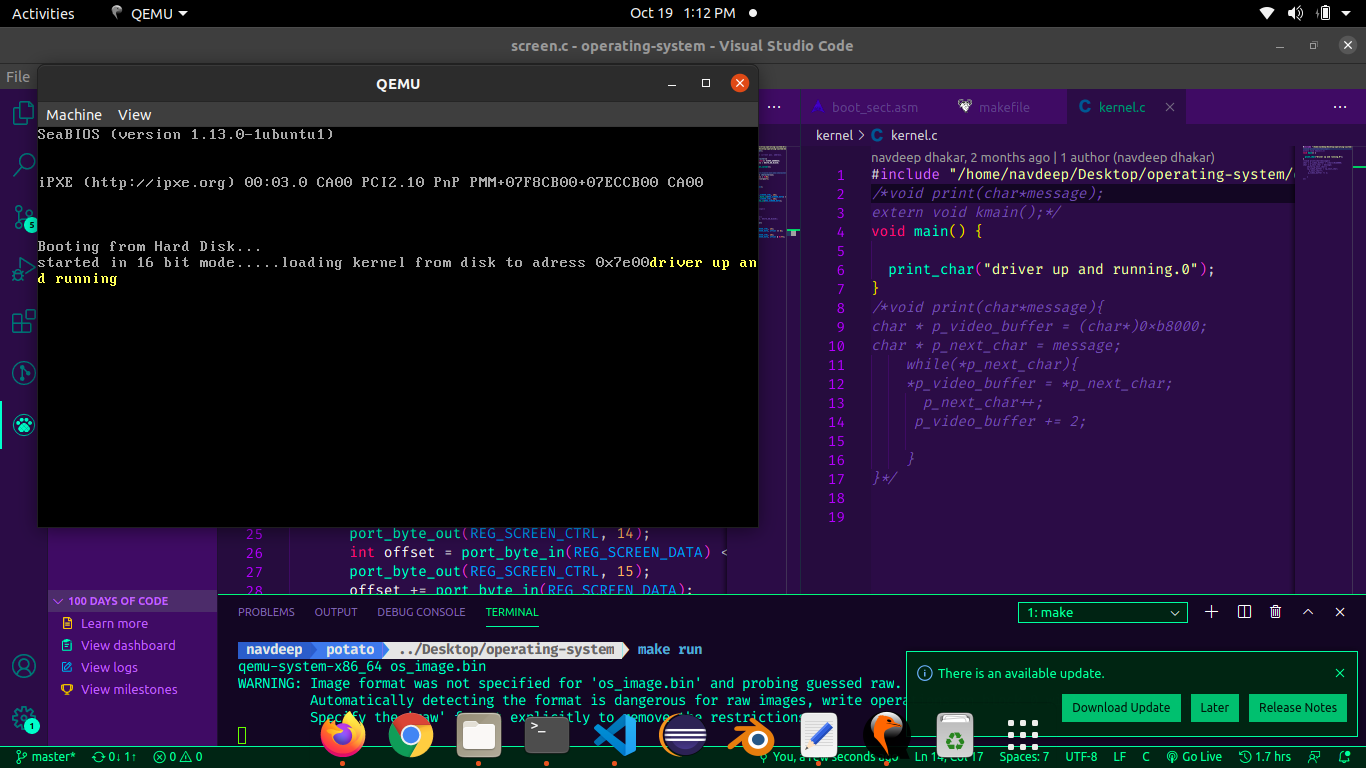 Activities QEMU Oct 19 1:12 PM
screen.c - operating-system - Visual Studio Code
File
QEMU
Machine View
SeaBIOS (version 1.13.0-1ubuntu1)
iPXE (http://ipxe.org) 00:03.0 CA00 PCI2.10 PnP PMM+07F8CB00+07ECCB00 CA00
Booting from Hard Disk...
started in 16 bit mode.....loading kernel from disk to adress 0x7e00driver up an
d running
boot_sect.asm makefile C kernel.c
kernel > C kernel.c
navdeep dhakar, 2 months ago | 1 author (navdeep dhakar)
1 #include "/home/navdeep/Desktop/operating-system/
2 /*void print(char*message);
3 extern void kmain();*/
4 void main() {
5
6 print_char("driver up and running.0");
7 }
8 /*void print(char*message){
9 char * p_video_buffer = (char*)0×b8000;
10 char * p_next_char = message;
11 while(*p_next_char){
12 *p_video_buffer = *p_next_char;
13 p_next_char++;
14 p_video_buffer += 2;
15
16 }
17 }*/
18
19
25 port_byte_out(REG_SCREEN_CTRL, 14);
26 int offset = port_byte_in(REG_SCREEN_DATA) <
27 port_byte_out(REG_SCREEN_CTRL, 15);
28 offset += port_byte_in(REG_SCREEN_DATA);
5
1
100 DAYS OF CODE
Learn more
View dashboard
View logs
View milestones
PROBLEMS OUTPUT DEBUG CONSOLE TERMINAL 1: make
navdeep potato ../Desktop/operating-system make run
qemu-system-x86_64 os_image.bin
WARNING: Image format was not specified for 'os_image.bin' and probing guessed raw.
Automatically detecting the format is dangerous for raw images, write opera
Specify the 'raw' explicitly to remove the restrictions
There is an available update.
Download Update Later Release Notes
master* 0↓ 1↑ 0 0 You, a few seconds ago Ln 14, Col 17 Spaces: 7 UTF-8 LF C Go Live 1.7 hrs